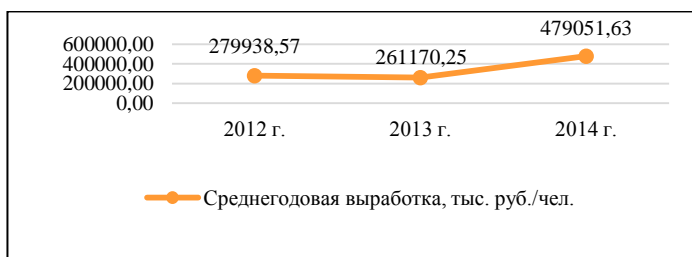 479051,63
600000,00
279938,57
261170,25
400000,00
200000,00
0,00
2012 г.
2013 г.
2014 г.
Среднегодовая выработка, тыс. руб./чел.